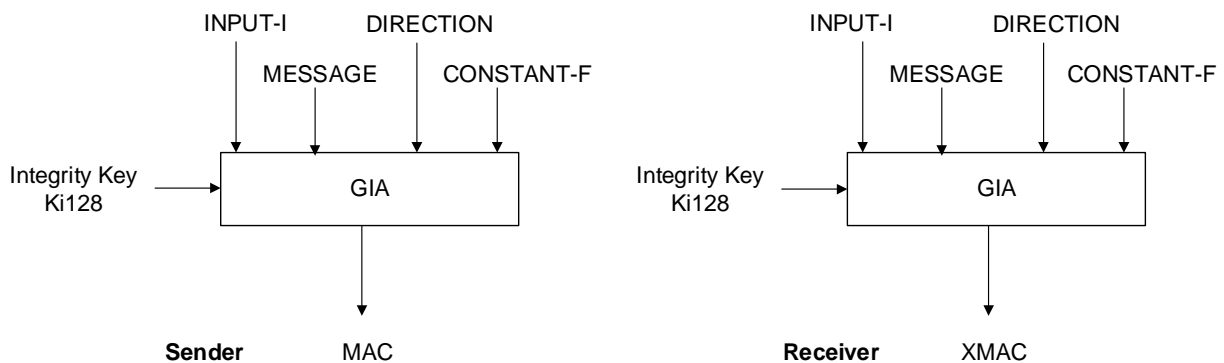 INPUT-I DIRECTION
MESSAGE CONSTANT-F
Integrity Key
Ki128
GIA
Sender MAC
INPUT-I DIRECTION
MESSAGE CONSTANT-F
Integrity Key
Ki128
GIA
Receiver XMAC